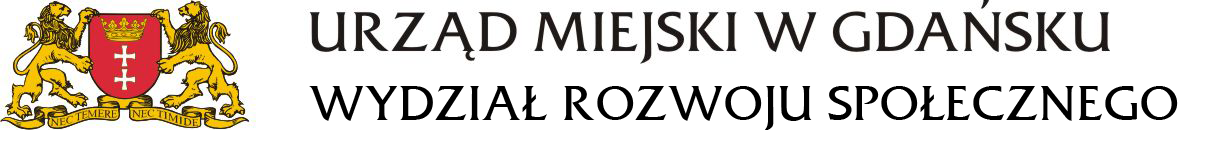 URZĄD MIEJSKI W GDAŃSKU
WYDZIAŁ ROZWOJU SPOŁECZNEGO
NEC TEMERE NEC TIMIDE